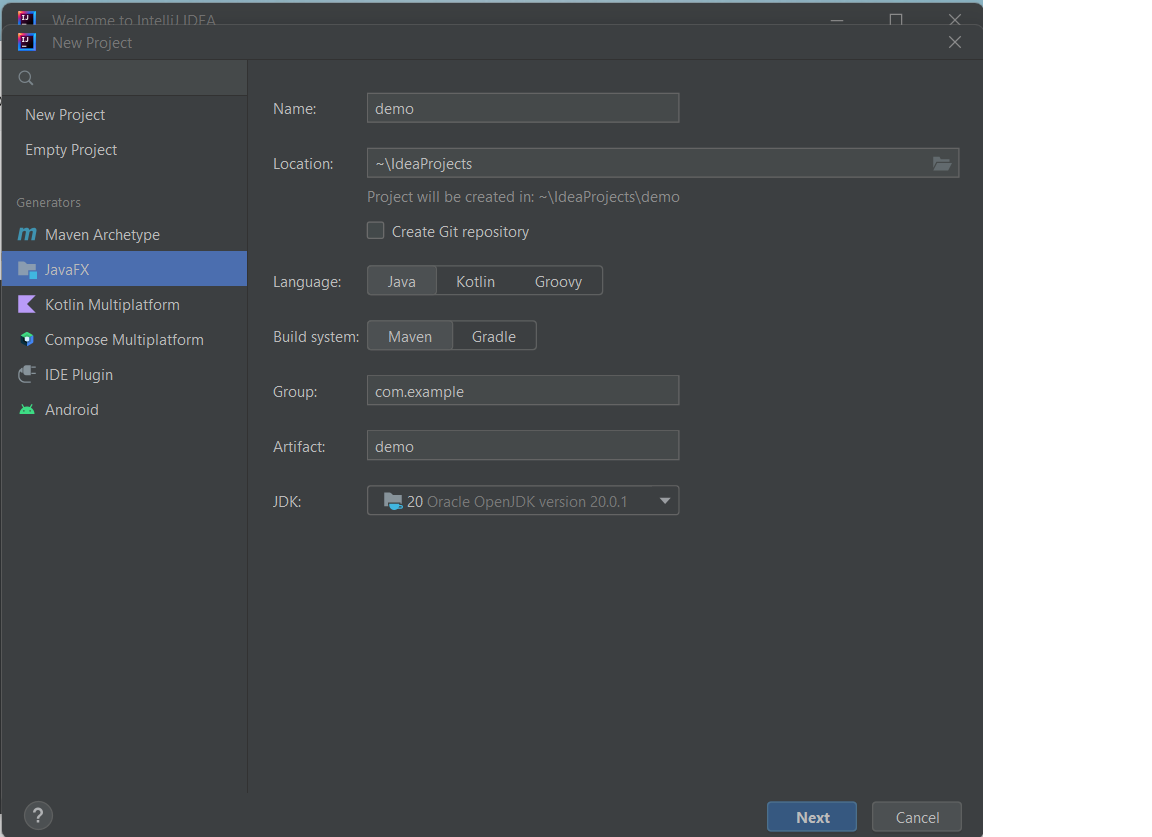 Welcome to IntelliJ IDEA
New Project
New Project
Empty Project
Generators
Maven Archetype
JavaFX
Kotlin Multiplatform
Compose Multiplatform
IDE Plugin
Android
Name: demo
Location: ~\IdeaProjects
Project will be created in: ~\IdeaProjects\demo
Create Git repository
Language: Java Kotlin Groovy
Build system: Maven Gradle
Group: com.example
Artifact: demo
JDK: 20 Oracle OpenJDK version 20.0.1
? Next Cancel